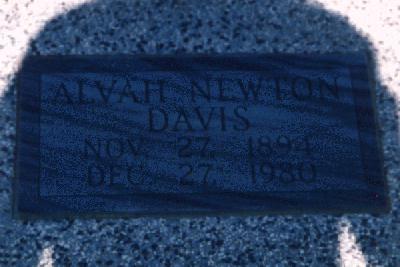 ALVAH NEWTON
DAVIS
NOV. 27, 1894
DEC. 27, 1980